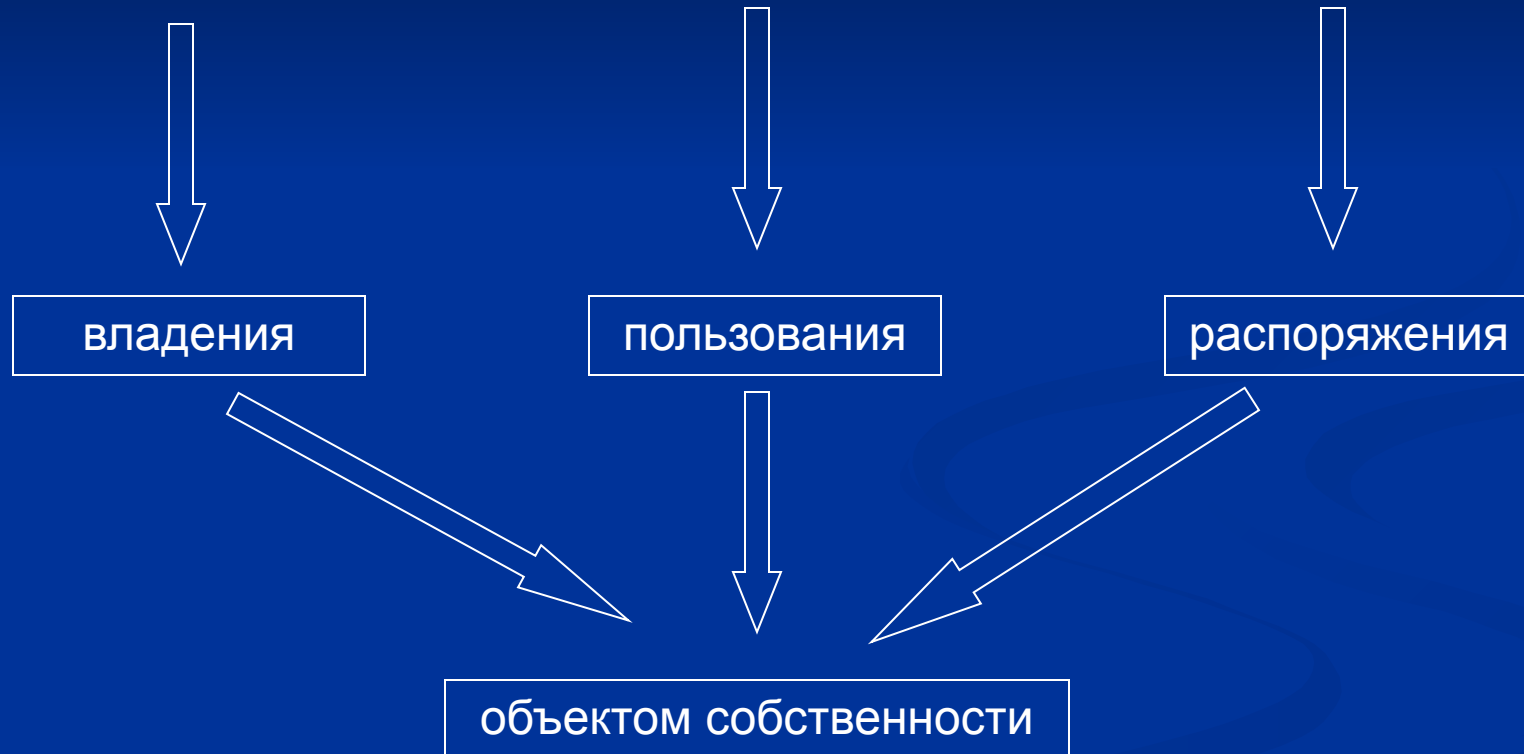 владения
пользования
распоряжения
объектом собственности